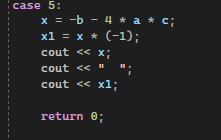 case 5:
x = -b - 4 * a * c;
x1 = x * (-1);
cout << x;
cout << "  ";
cout << x1;
return 0;